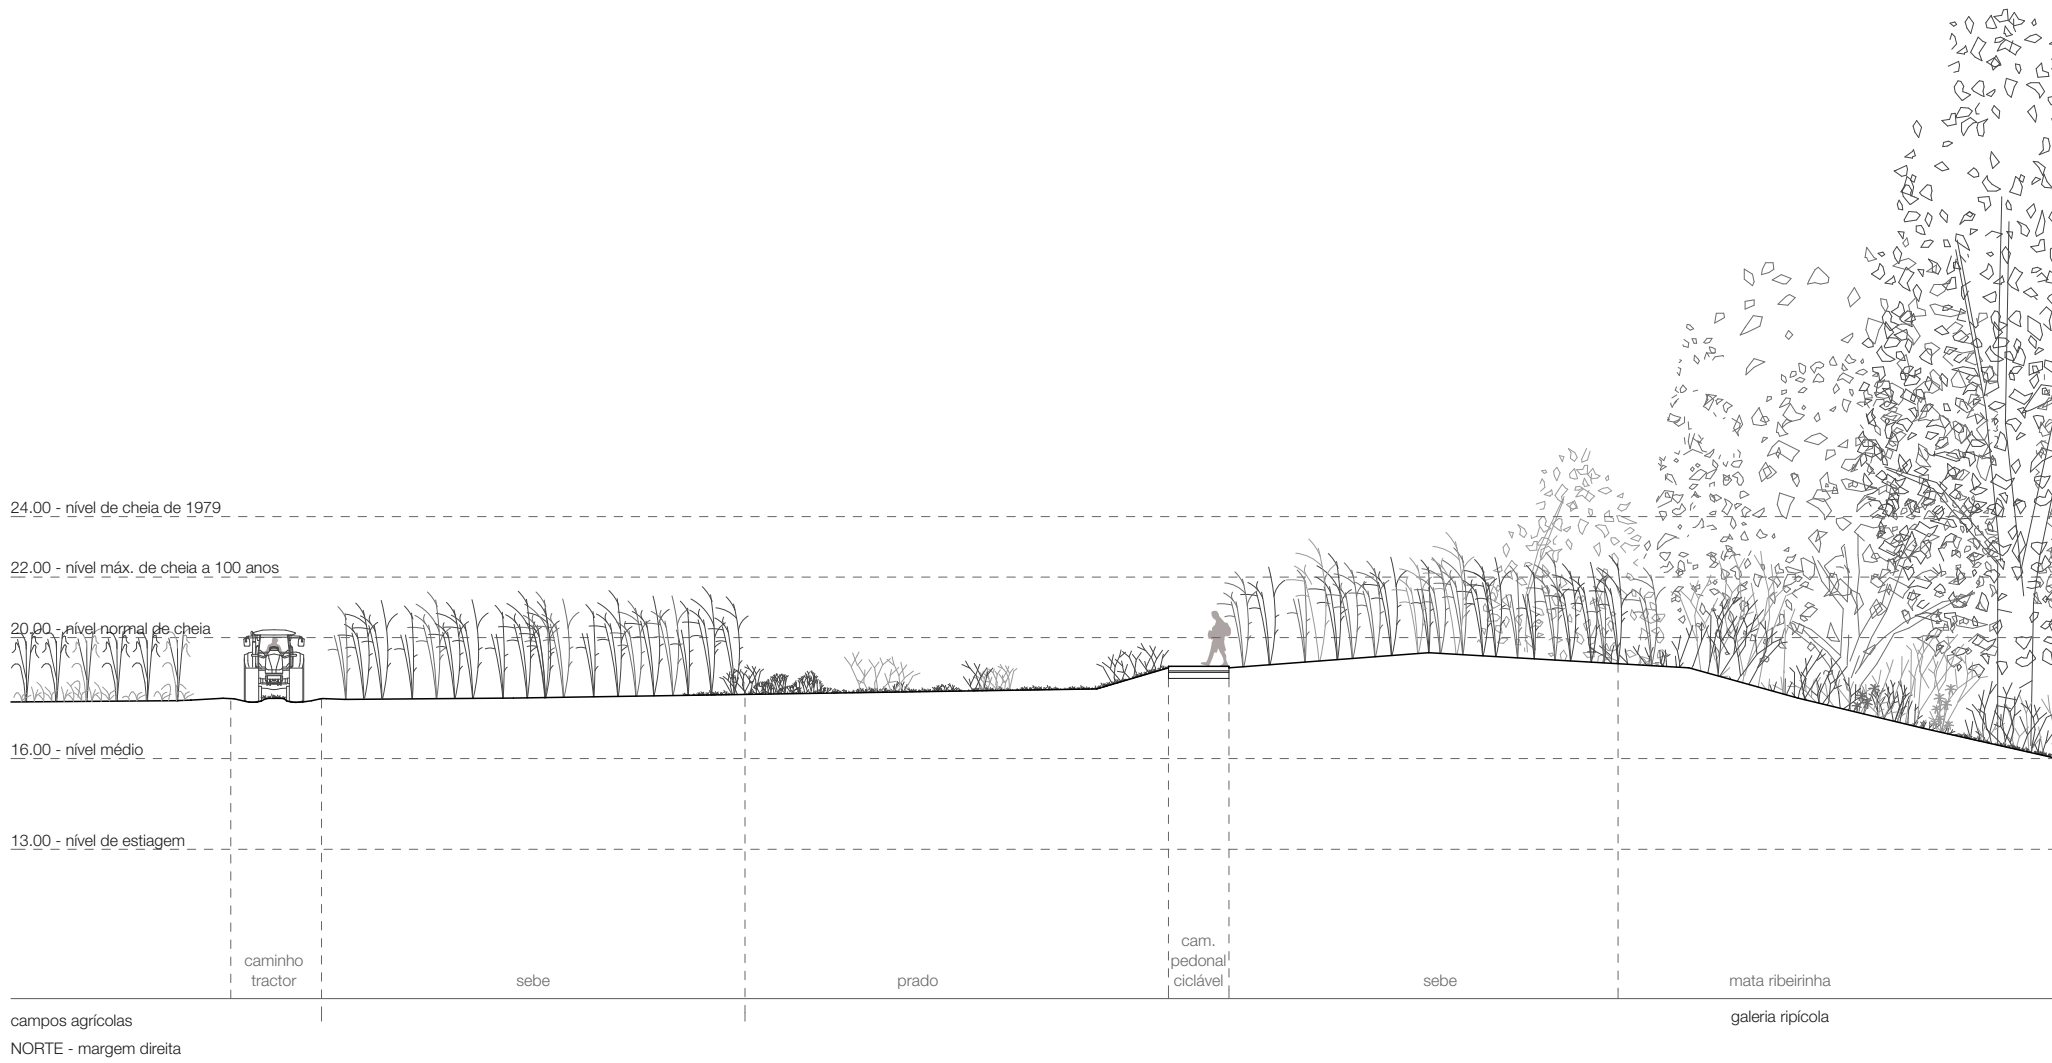 24.00 - nível de cheia de 1979
22.00 - nível máx. de cheia a 100 anos
20.00 - nível normal de cheia
16.00 - nível médio
13.00 - nível de estiagem
caminho
tractor
sebe
prado
cam.
pedonal
ciclável
sebe
mata ribeirinha
campos agrícolas
galeria ripícola
NORTE - margem direita